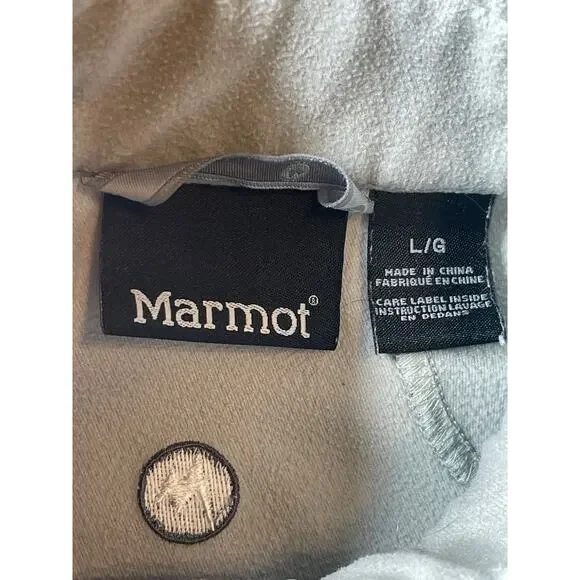 Marmot®
L/G
MADE IN CHINA
FABRIQUÉ EN CHINE
CARE LABEL INSIDE
INSTRUCTION LAVAGE
EN DEDANS